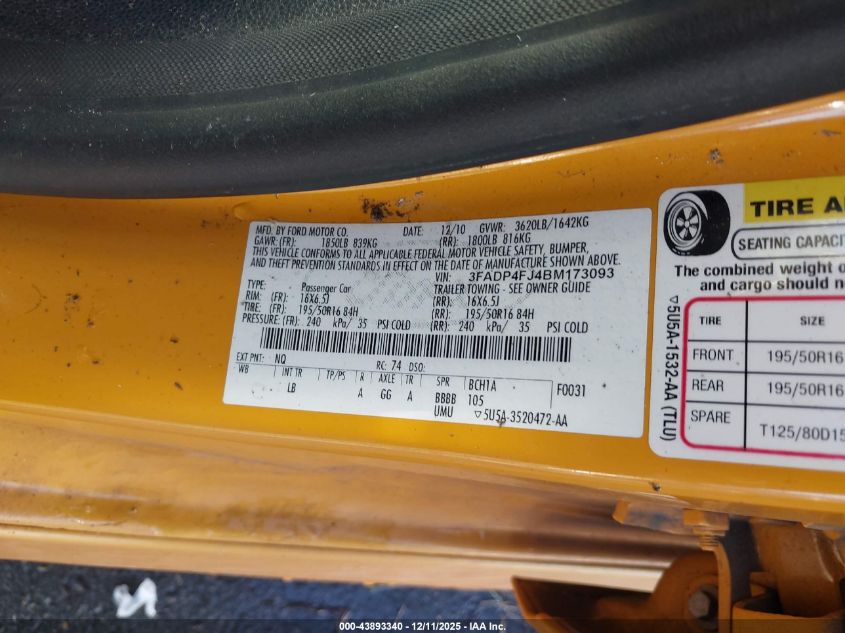 MFD. BY FORD MOTOR CO. DATE: 12/10 GVWR: 3620LB/1642KG
GAWR: (FR): 1850LB 839KG (RR): 1800LB 816KG
THIS VEHICLE CONFORMS TO ALL APPLICABLE FEDERAL MOTOR VEHICLE SAFETY, BUMPER,
AND THEFT PREVENTION STANDARDS IN EFFECT ON THE DATE OF MANUFACTURE SHOWN ABOVE.
VIN: 3FADP4FJ4BM173093
TYPE: Passenger Car TRAILER TOWING - SEE OWNER GUIDE
RIM: (FR): 16X6.5J (RR): 16X6.5J
TIRE: (FR): 195/50R16 84H (RR): 195/50R16 84H
PRESSURE: (FR): 240 kPa/ 35 PSI COLD (RR): 240 kPa/ 35 PSI COLD
EXT PNT: NQ RC: 74 DSO:
WB INT TR TP/PS R AXLE TR SPR BCH1A F0031
LB A GG A BBBB 105
UMU ▽5U5A-3520472-AA
TIRE A
SEATING CAPACIT
The combined weight o
and cargo should n
▽5U5A-1532-AA (TLU)
TIRE SIZE
FRONT 195/50R16
REAR 195/50R16
SPARE T125/80D15
000-43893340 - 12/11/2025 - IAA Inc.